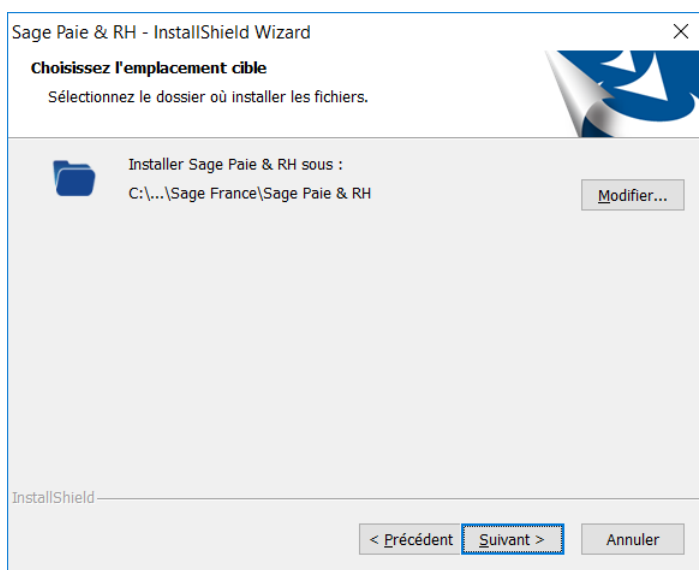 Sage Paie & RH - InstallShield Wizard
Choisissez l'emplacement cible
Sélectionnez le dossier où installer les fichiers.
Installer Sage Paie & RH sous :
C:\...\Sage France\Sage Paie & RH
Modifier...
InstallShield
< Précédent
Suivant >
Annuler